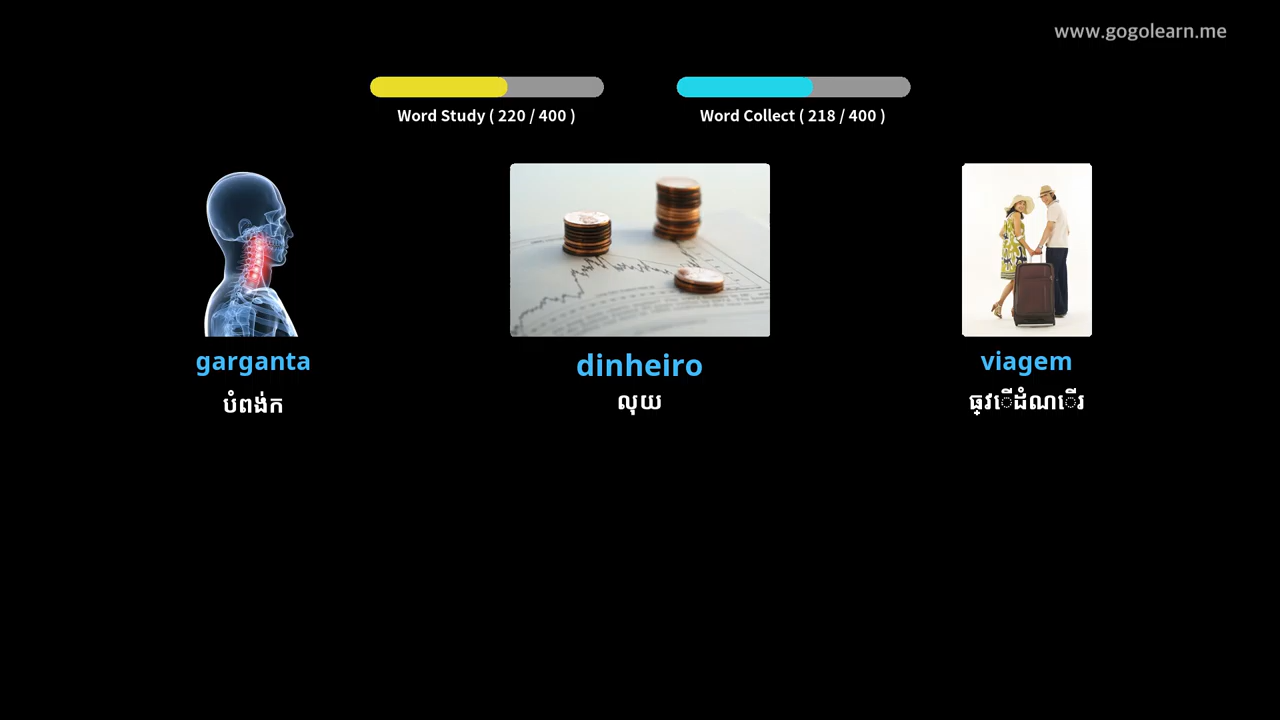 www.gogolearn.me
Word Study ( 220 / 400 )
Word Collect ( 218 / 400 )
garganta
dinheiro
viagem
បំពង់ក
លុយ
ធ្វើដំណើរ